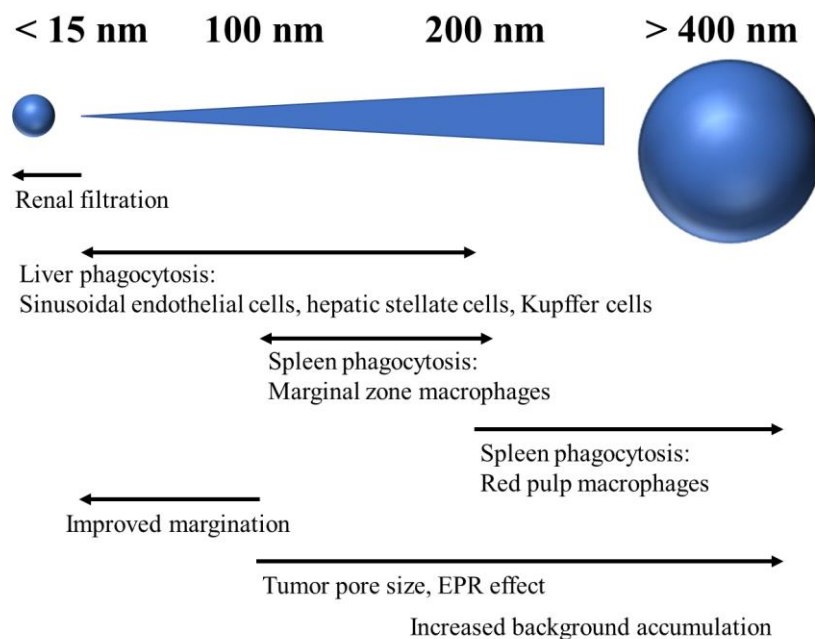 < 15 nm 100 nm 200 nm > 400 nm
Renal filtration
Liver phagocytosis:
Sinusoidal endothelial cells, hepatic stellate cells, Kupffer cells
Spleen phagocytosis:
Marginal zone macrophages
Spleen phagocytosis:
Red pulp macrophages
Improved margination
Tumor pore size, EPR effect
Increased background accumulation